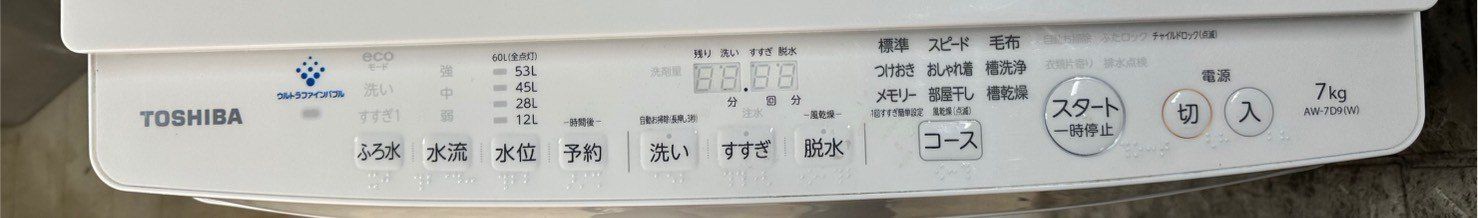 TOSHIBA
ウルトラファインバブル
eco
モード
洗い
すすぎ1
強
中
弱
60L(全点灯)
53L
45L
28L
12L
ふろ水
水流
水位
―時間後―
予約
洗剤量
残り 洗い すすぎ 脱水
88.88
分 回 分
自動お掃除(長押し3秒)
洗い
注水
すすぎ
―風乾燥―
脱水
標準 スピード 毛布
つけおき おしゃれ着 槽洗浄
メモリー 部屋干し 槽乾燥
1回すすぎ簡単設定 風乾燥(点滅)
コース
自動お掃除 ふたロック チャイルドロック(点滅)
衣類片寄り 排水点検
スタート
一時停止
電源
切
入
7kg
AW-7D9(W)